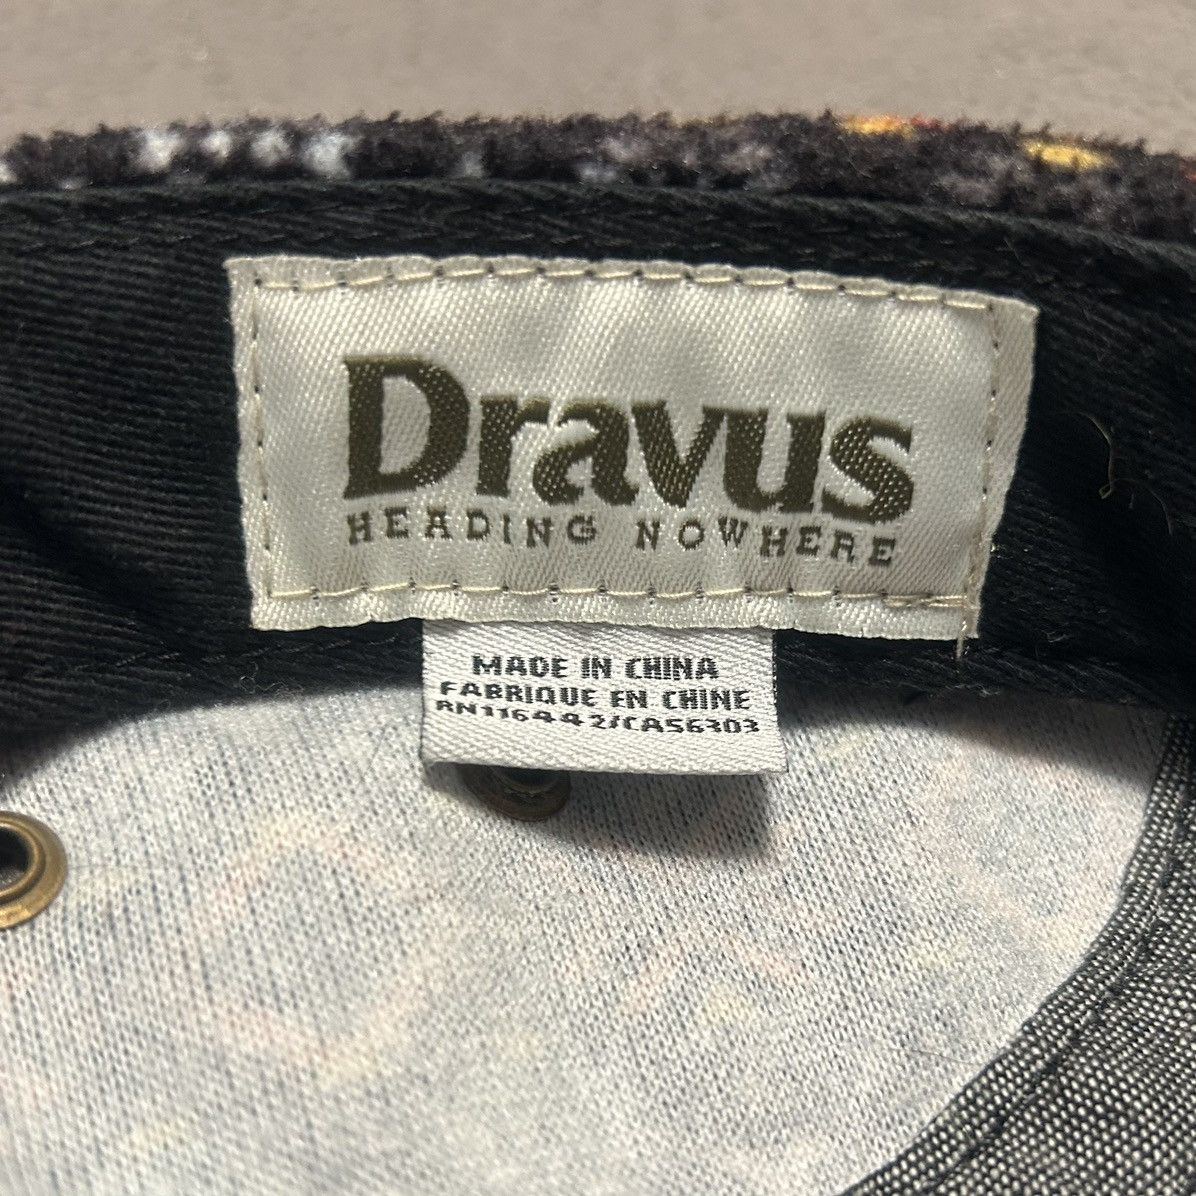 Dravus
HEADING NOWHERE
MADE IN CHINA
FABRIQUE EN CHINE
RN116442/CA56303